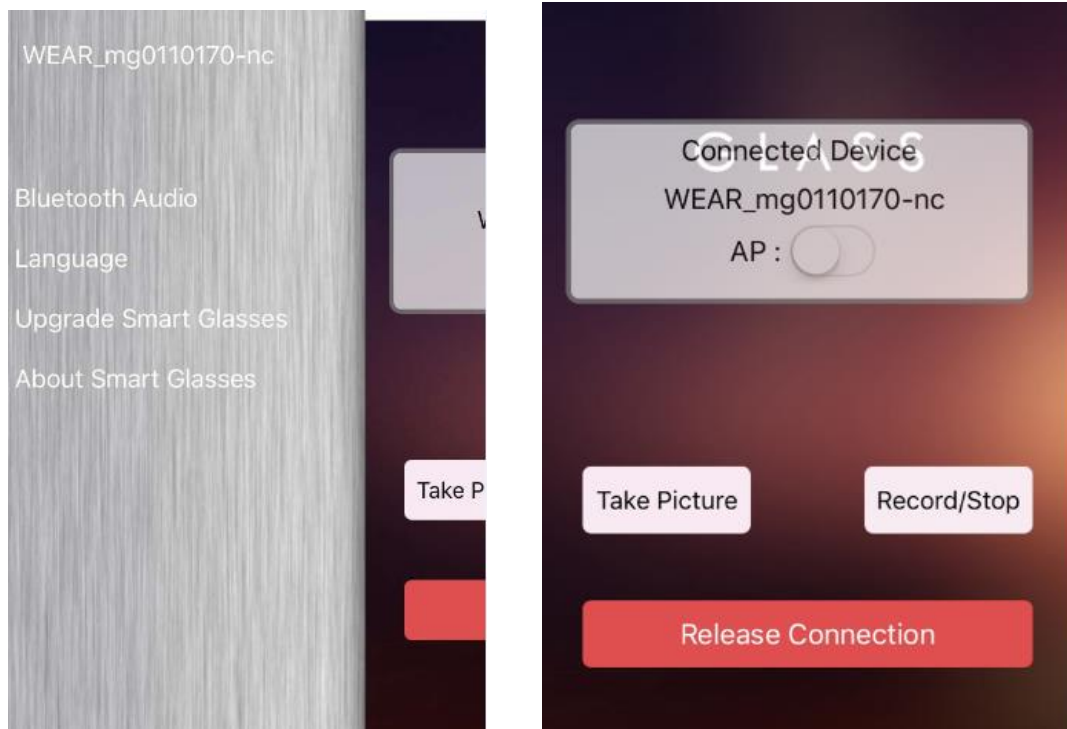 WEAR_mg0110170-nc
Bluetooth Audio
Language
Upgrade Smart Glasses
About Smart Glasses
Take P
GLASS
Connected Device
WEAR_mg0110170-nc
AP :
Take Picture
Record/Stop
Release Connection